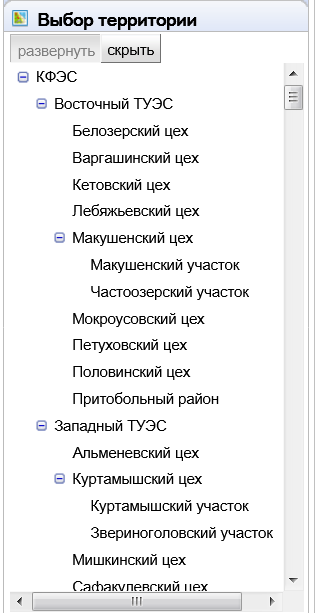 Выбор территории
развернуть скрыть
КФЭС
Восточный ТУЭС
Белозерский цех
Варгашинский цех
Кетовский цех
Лебяжьевский цех
Макушенский цех
Макушенский участок
Частоозерский участок
Мокроусовский цех
Петуховский цех
Половинский цех
Притобольный район
Западный ТУЭС
Альменевский цех
Куртамышский цех
Куртамышский участок
Звериноголовский участок
Мишкинский цех
Сафакулевский цех